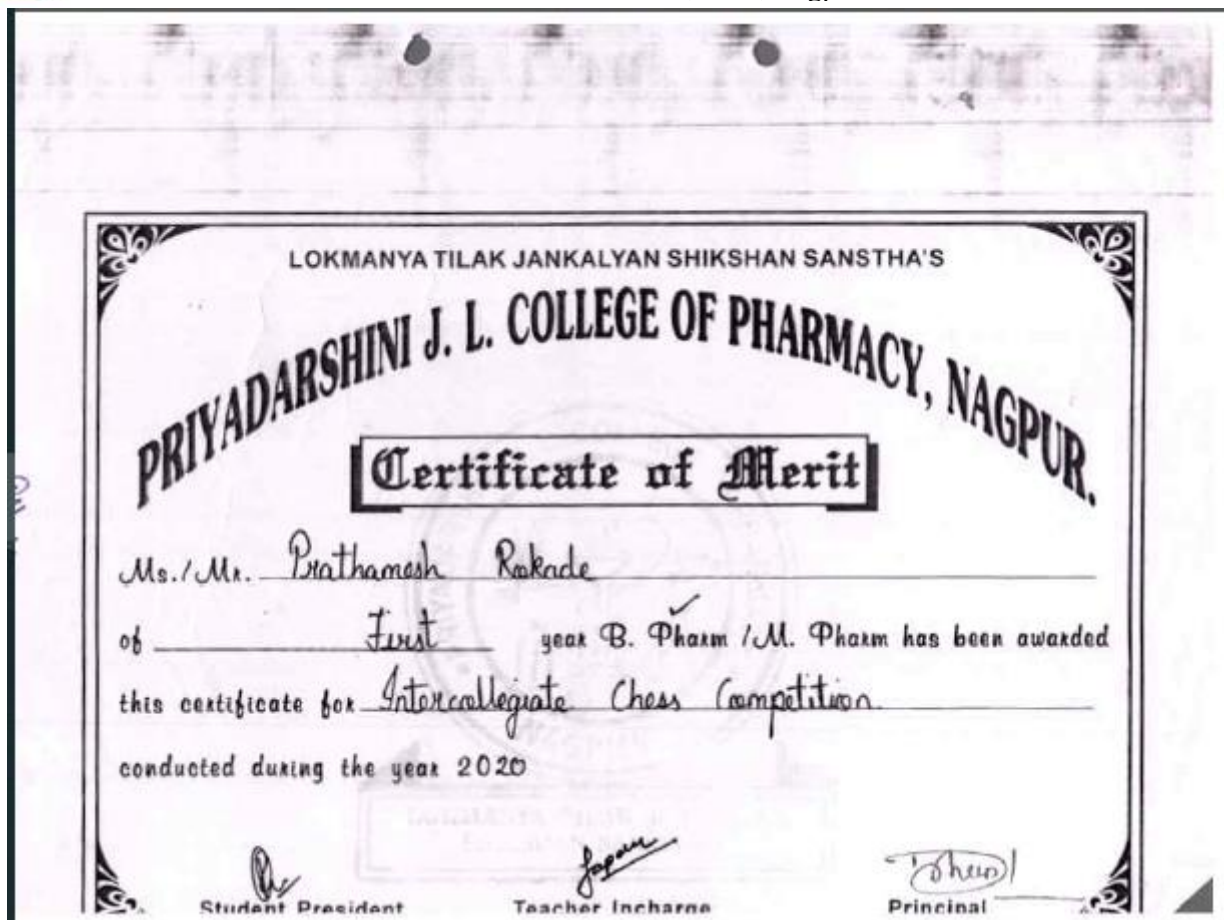 LOKMANYA TILAK JANKALYAN SHIKSHAN SANSTHA'S
PRIYADARSHINI J. L. COLLEGE OF PHARMACY, NAGPUR.
Certificate of Merit
Ms./Mr. Prathamesh Rokade
of First year B. Pharm / M. Pharm has been awarded
this certificate for Intercollegiate Chess Competition.
conducted during the year 2020
Student President Teacher Incharge Principal